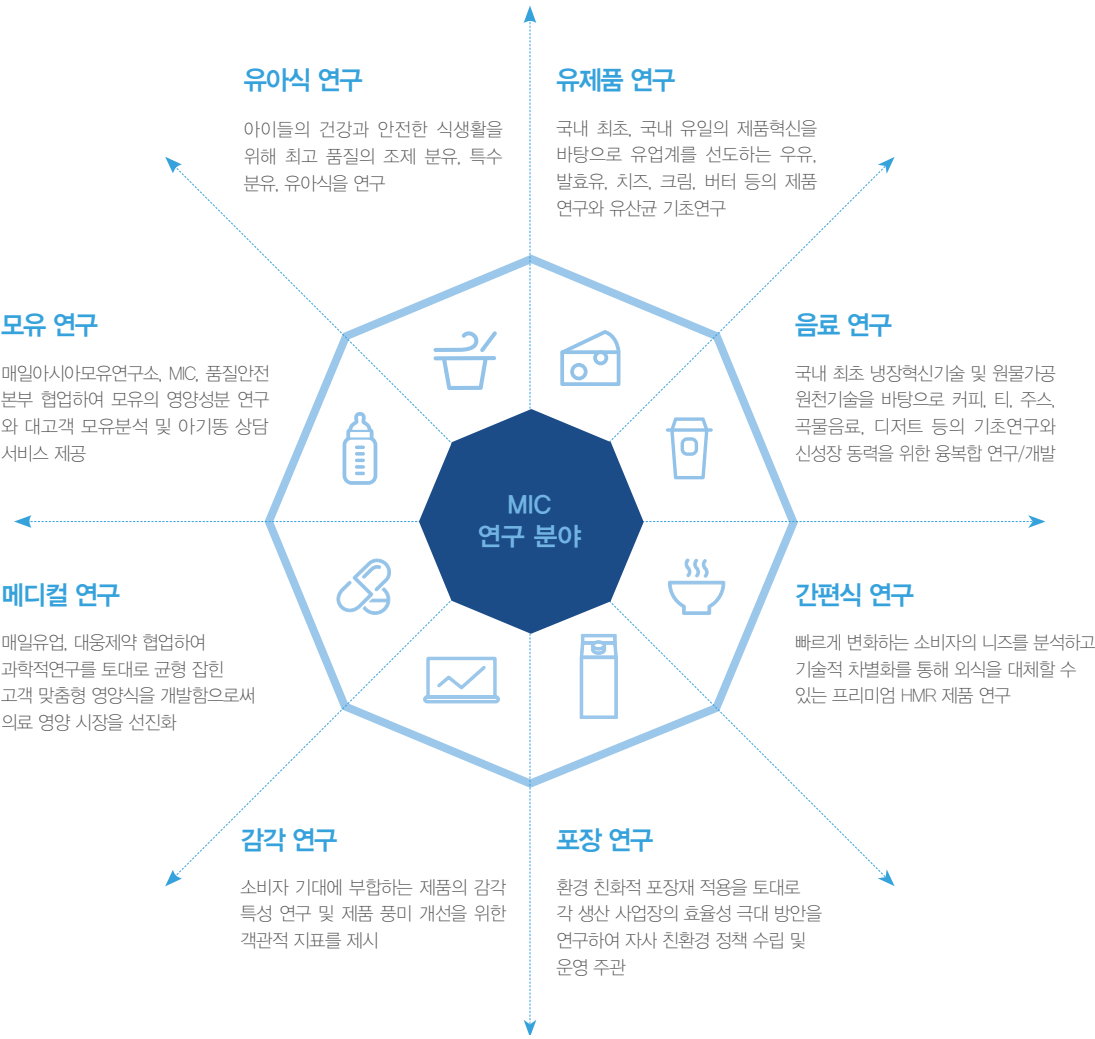 유아식 연구
아이들의 건강과 안전한 식생활을
위해 최고 품질의 조제 분유, 특수
분유, 유아식을 연구
유제품 연구
국내 최초, 국내 유일의 제품혁신을
바탕으로 유업계를 선도하는 우유,
발효유, 치즈, 크림, 버터 등의 제품
연구와 유산균 기초연구
모유 연구
매일아시아모유연구소, MIC, 품질안전
본부 협업하여 모유의 영양성분 연구
와 대고객 모유분석 및 아기똥 상담
서비스 제공
음료 연구
국내 최초 냉장혁신기술 및 원물가공
원천기술을 바탕으로 커피, 티, 주스,
곡물음료, 디저트 등의 기초연구와
신성장 동력을 위한 융복합 연구/개발
MIC
연구 분야
메디컬 연구
매일유업, 대웅제약 협업하여
과학적연구를 토대로 균형 잡힌
고객 맞춤형 영양식을 개발함으로써
의료 영양 시장을 선진화
간편식 연구
빠르게 변화하는 소비자의 니즈를 분석하고
기술적 차별화를 통해 외식을 대체할 수
있는 프리미엄 HMR 제품 연구
감각 연구
소비자 기대에 부합하는 제품의 감각
특성 연구 및 제품 풍미 개선을 위한
객관적 지표를 제시
포장 연구
환경 친화적 포장재 적용을 토대로
각 생산 사업장의 효율성 극대 방안을
연구하여 자사 친환경 정책 수립 및
운영 주관